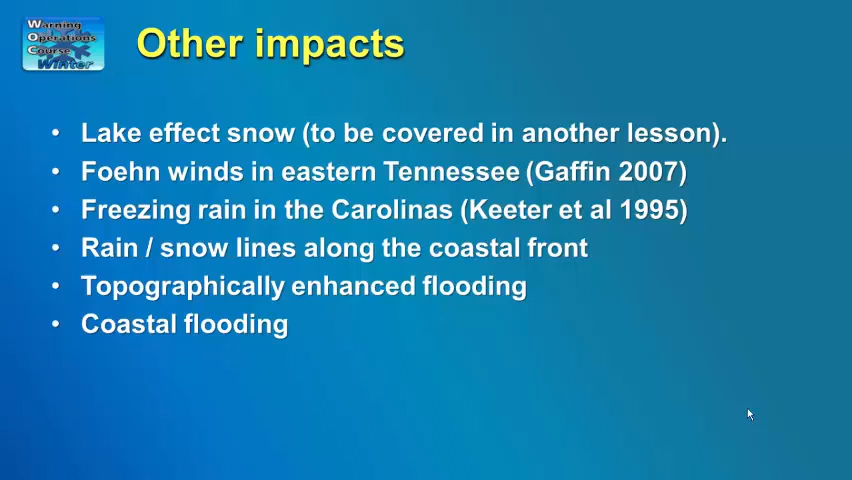 Warning
Operations
Course
Winter
Other impacts
• Lake effect snow (to be covered in another lesson).
• Foehn winds in eastern Tennessee (Gaffin 2007)
• Freezing rain in the Carolinas (Keeter et al 1995)
• Rain / snow lines along the coastal front
• Topographically enhanced flooding
• Coastal flooding